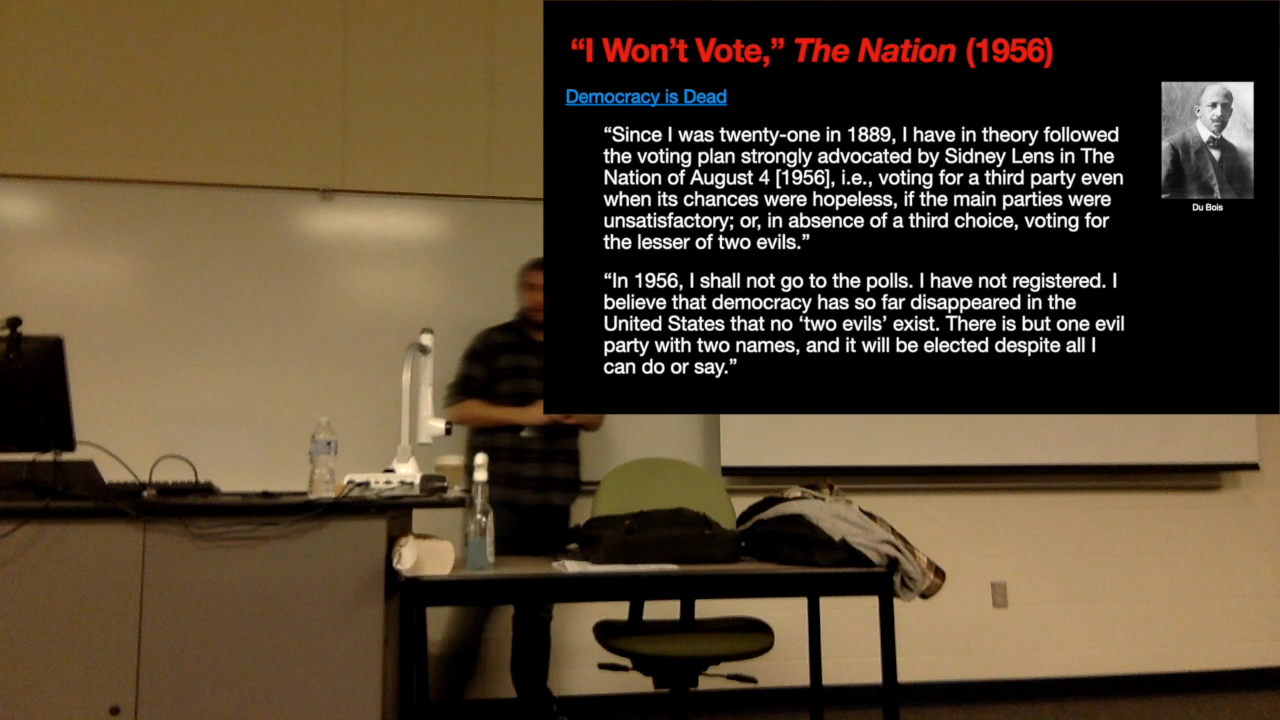 “I Won’t Vote,” The Nation (1956)
Democracy is Dead
“Since I was twenty-one in 1889, I have in theory followed
the voting plan strongly advocated by Sidney Lens in The
Nation of August 4 [1956], i.e., voting for a third party even
when its chances were hopeless, if the main parties were
unsatisfactory; or, in absence of a third choice, voting for
the lesser of two evils.”
“In 1956, I shall not go to the polls. I have not registered. I
believe that democracy has so far disappeared in the
United States that no ‘two evils’ exist. There is but one evil
party with two names, and it will be elected despite all I
can do or say.”
Du Bois